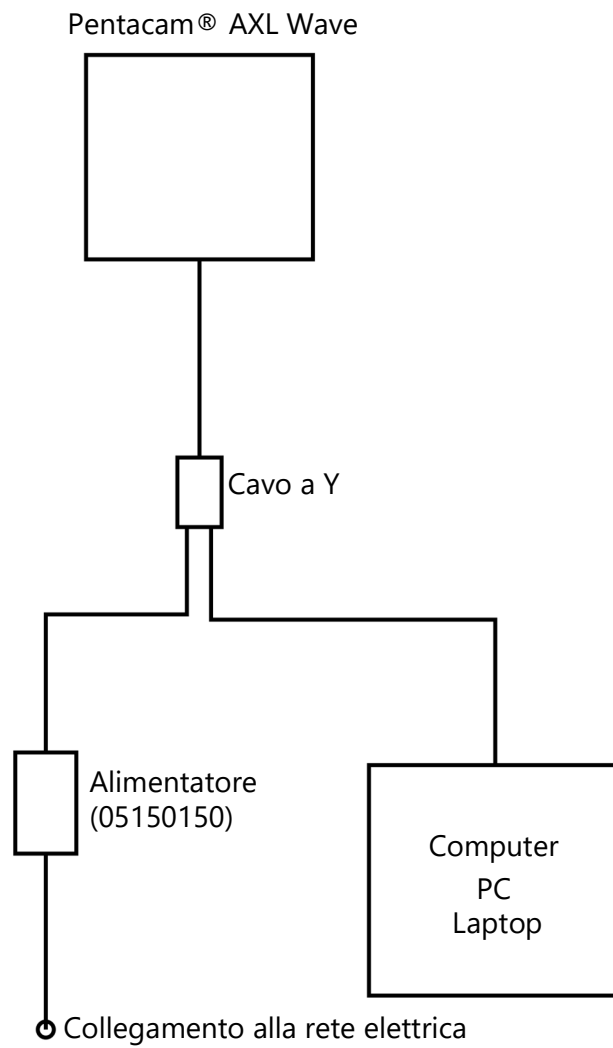 Pentacam® AXL Wave
Cavo a Y
Alimentatore
(05150150)
Computer
PC
Laptop
Collegamento alla rete elettrica